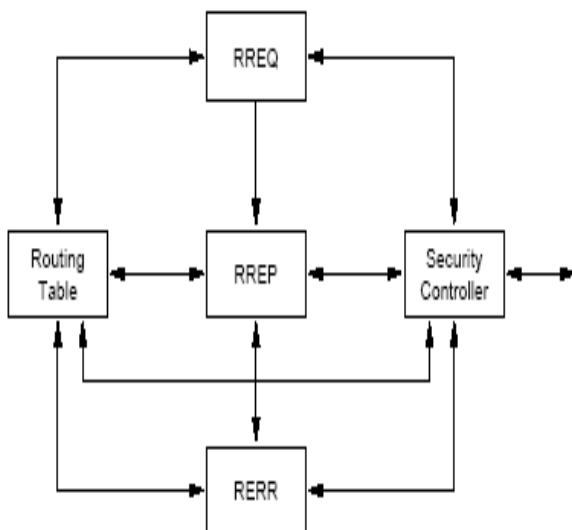 RREQ
Routing
Table
RREP
Security
Controller
RERR